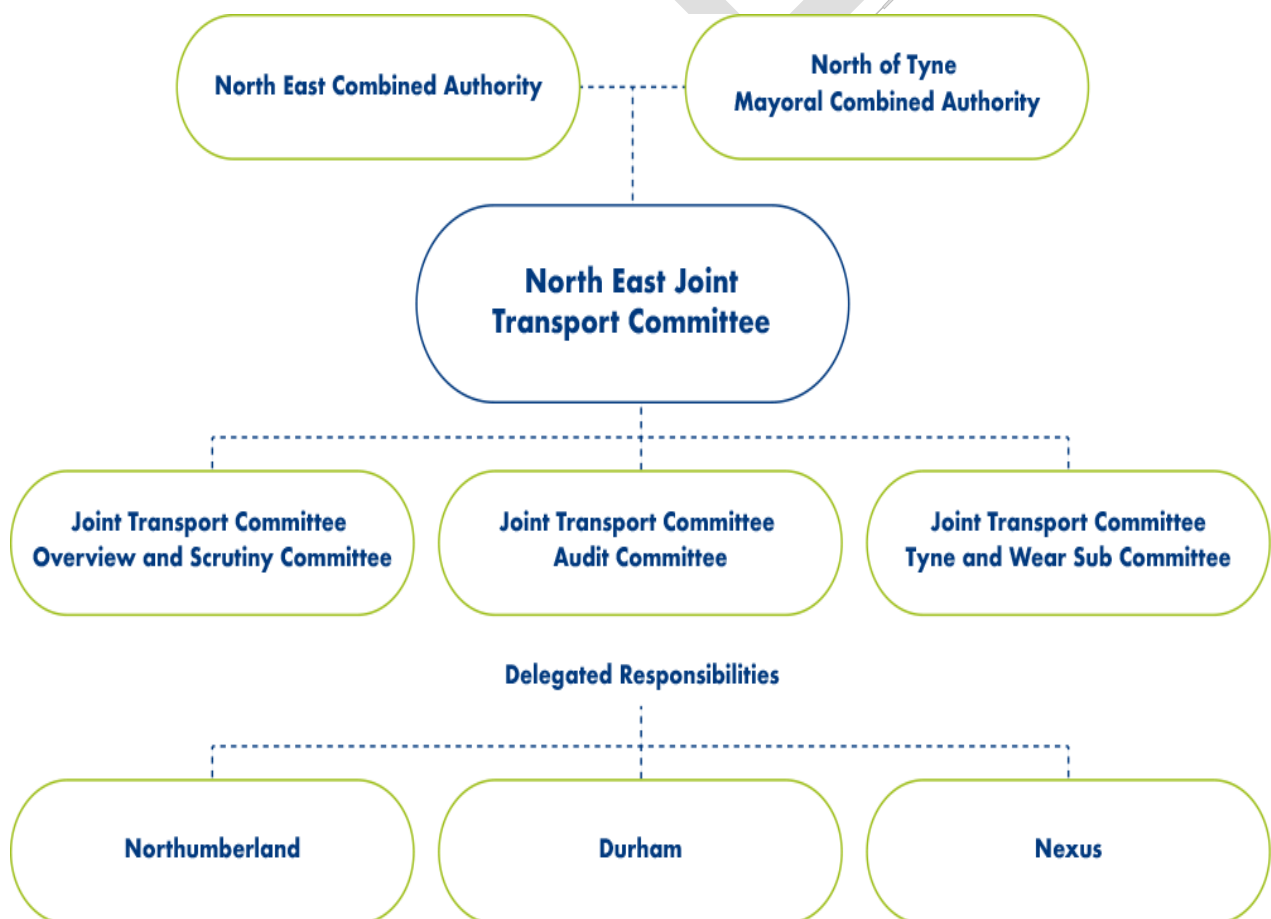 North East Combined Authority
North of Tyne
Mayoral Combined Authority
North East Joint
Transport Committee
Joint Transport Committee
Overview and Scrutiny Committee
Joint Transport Committee
Audit Committee
Joint Transport Committee
Tyne and Wear Sub Committee
Delegated Responsibilities
Northumberland
Durham
Nexus